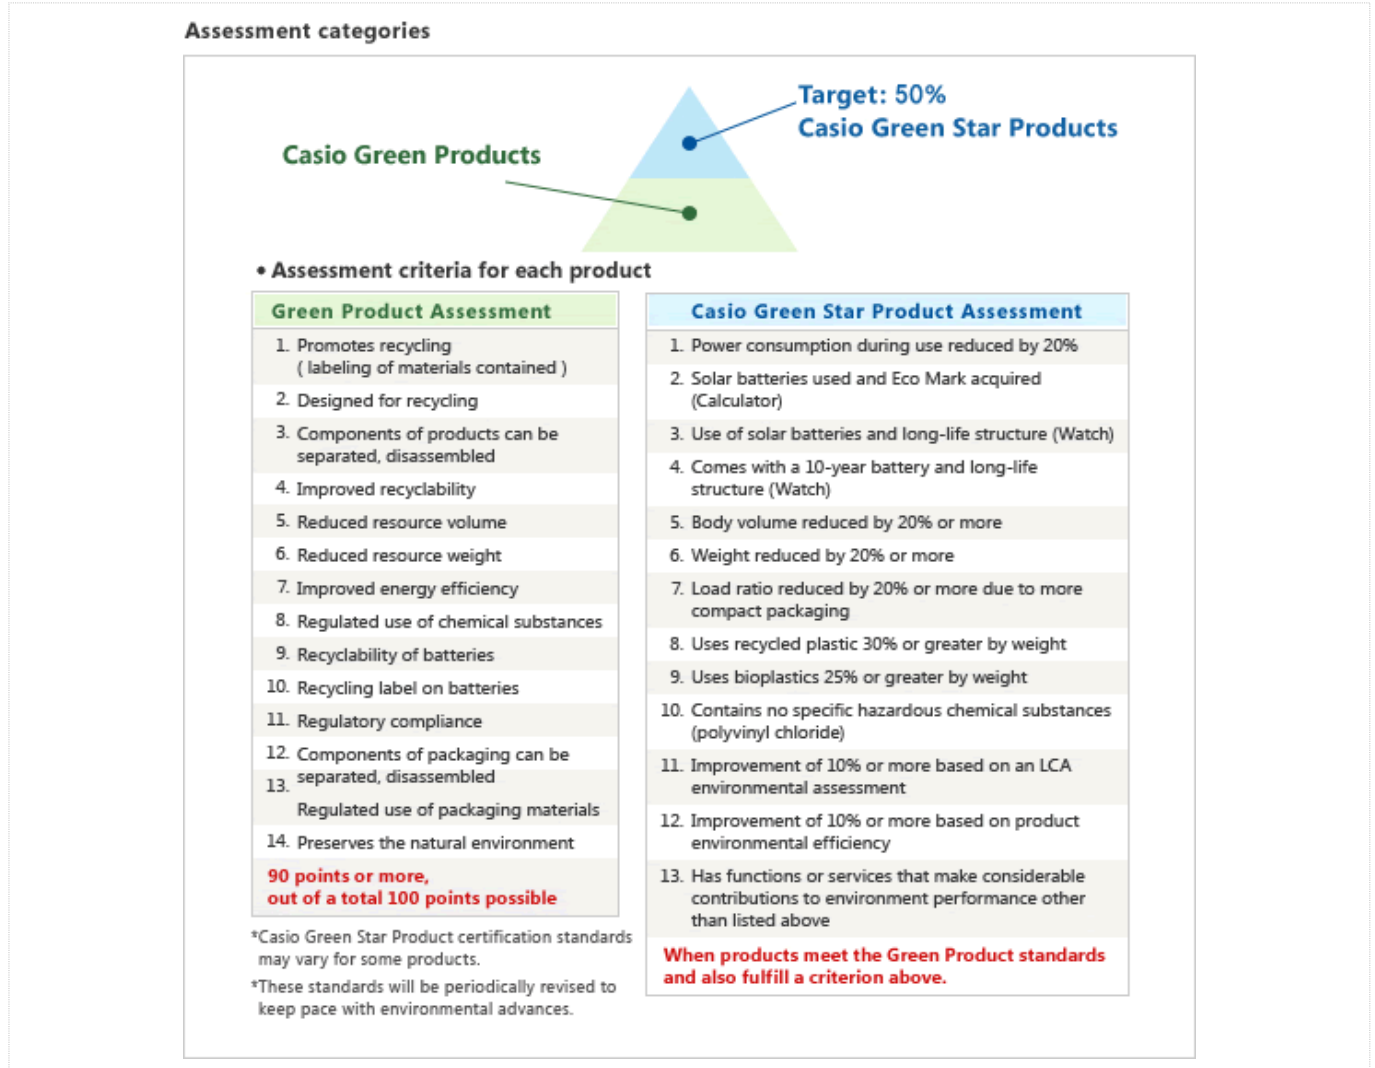 Assessment categories
Target: 50%
Casio Green Star Products
Casio Green Products
• Assessment criteria for each product
Green Product Assessment
1. Promotes recycling
( labeling of materials contained )
2. Designed for recycling
3. Components of products can be
separated, disassembled
4. Improved recyclability
5. Reduced resource volume
6. Reduced resource weight
7. Improved energy efficiency
8. Regulated use of chemical substances
9. Recyclability of batteries
10. Recycling label on batteries
11. Regulatory compliance
12. Components of packaging can be
separated, disassembled
13.
Regulated use of packaging materials
14. Preserves the natural environment
90 points or more,
out of a total 100 points possible
*Casio Green Star Product certification standards
may vary for some products.
*These standards will be periodically revised to
keep pace with environmental advances.
Casio Green Star Product Assessment
1. Power consumption during use reduced by 20%
2. Solar batteries used and Eco Mark acquired
(Calculator)
3. Use of solar batteries and long-life structure (Watch)
4. Comes with a 10-year battery and long-life
structure (Watch)
5. Body volume reduced by 20% or more
6. Weight reduced by 20% or more
7. Load ratio reduced by 20% or more due to more
compact packaging
8. Uses recycled plastic 30% or greater by weight
9. Uses bioplastics 25% or greater by weight
10. Contains no specific hazardous chemical substances
(polyvinyl chloride)
11. Improvement of 10% or more based on an LCA
environmental assessment
12. Improvement of 10% or more based on product
environmental efficiency
13. Has functions or services that make considerable
contributions to environment performance other
than listed above
When products meet the Green Product standards
and also fulfill a criterion above.